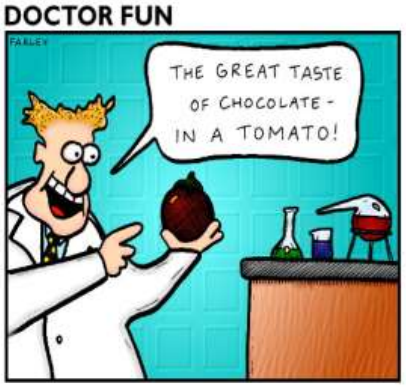 DOCTOR FUN
FARLEY
THE GREAT TASTE
OF CHOCOLATE -
IN A TOMATO!